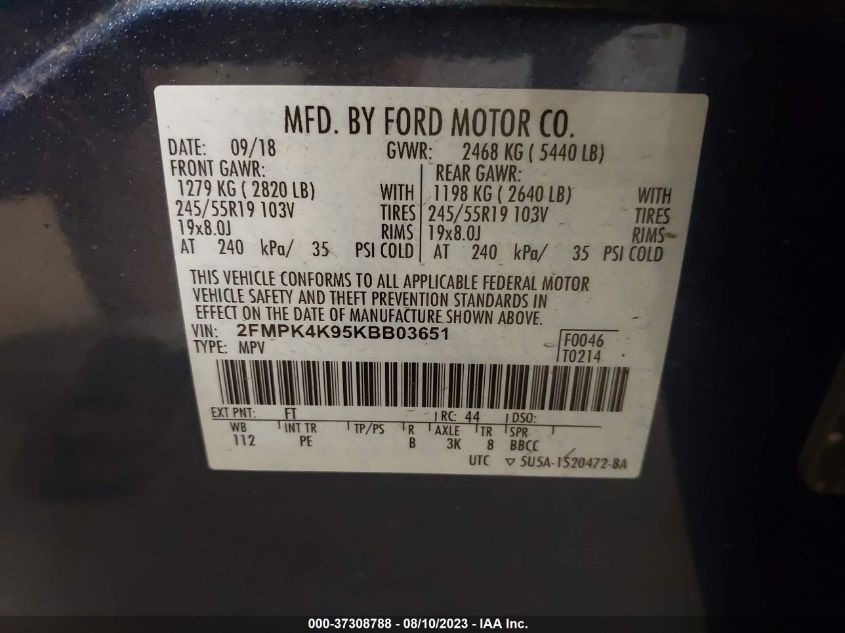 MFD. BY FORD MOTOR CO.
DATE: 09/18 GVWR: 2468 KG ( 5440 LB)
FRONT GAWR: REAR GAWR:
1279 KG ( 2820 LB) WITH 1198 KG ( 2640 LB) WITH
245/55R19 103V TIRES 245/55R19 103V TIRES
19x8.0J RIMS 19x8.0J RIMS
AT 240 kPa/ 35 PSI COLD AT 240 kPa/ 35 PSI COLD
THIS VEHICLE CONFORMS TO ALL APPLICABLE FEDERAL MOTOR
VEHICLE SAFETY AND THEFT PREVENTION STANDARDS IN
EFFECT ON THE DATE OF MANUFACTURE SHOWN ABOVE.
VIN: 2FMPK4K95KBB03651 F0046
TYPE: MPV T0214
EXT PNT: FT RC: 44 DSO:
WB INT TR TP/PS R AXLE TR SPR
112 PE B 3K 8 BBCC
UTC ▽ 5U5A-1520472-BA
000-37308788 - 08/10/2023 - © IAA Inc.